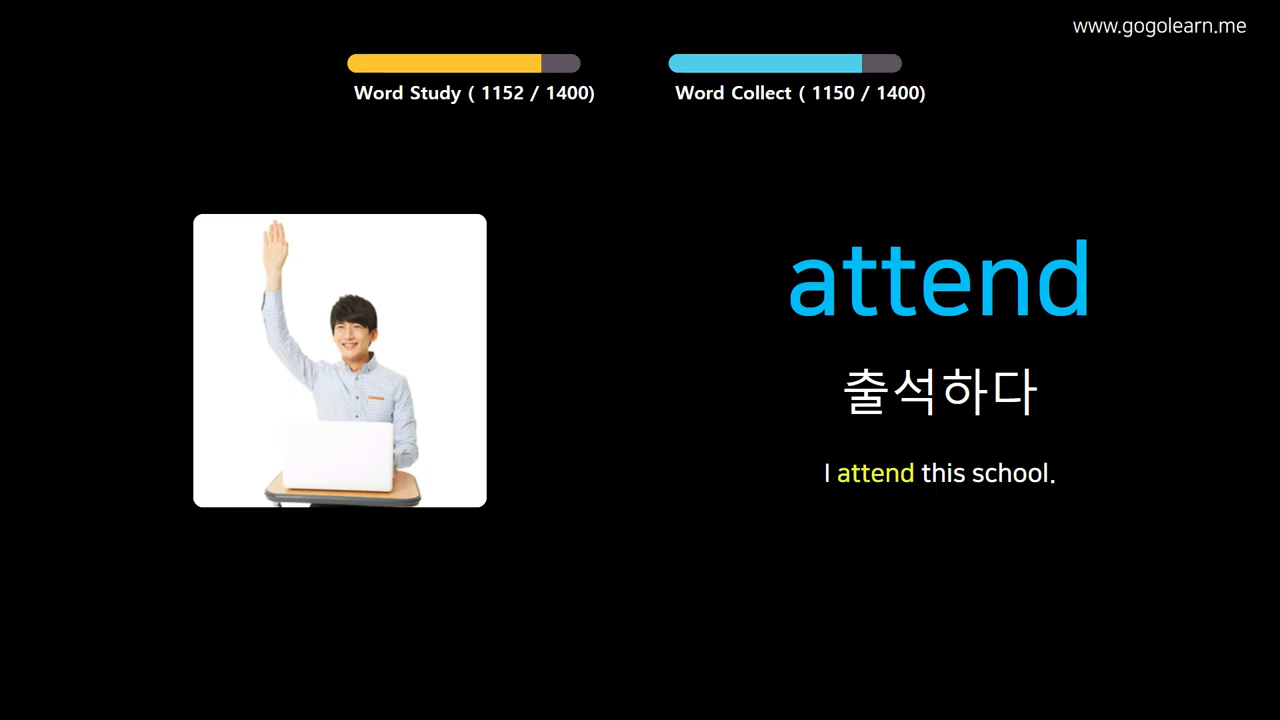 www.gogolearn.me
Word Study ( 1152 / 1400)
Word Collect ( 1150 / 1400)
attend
출석하다
I attend this school.